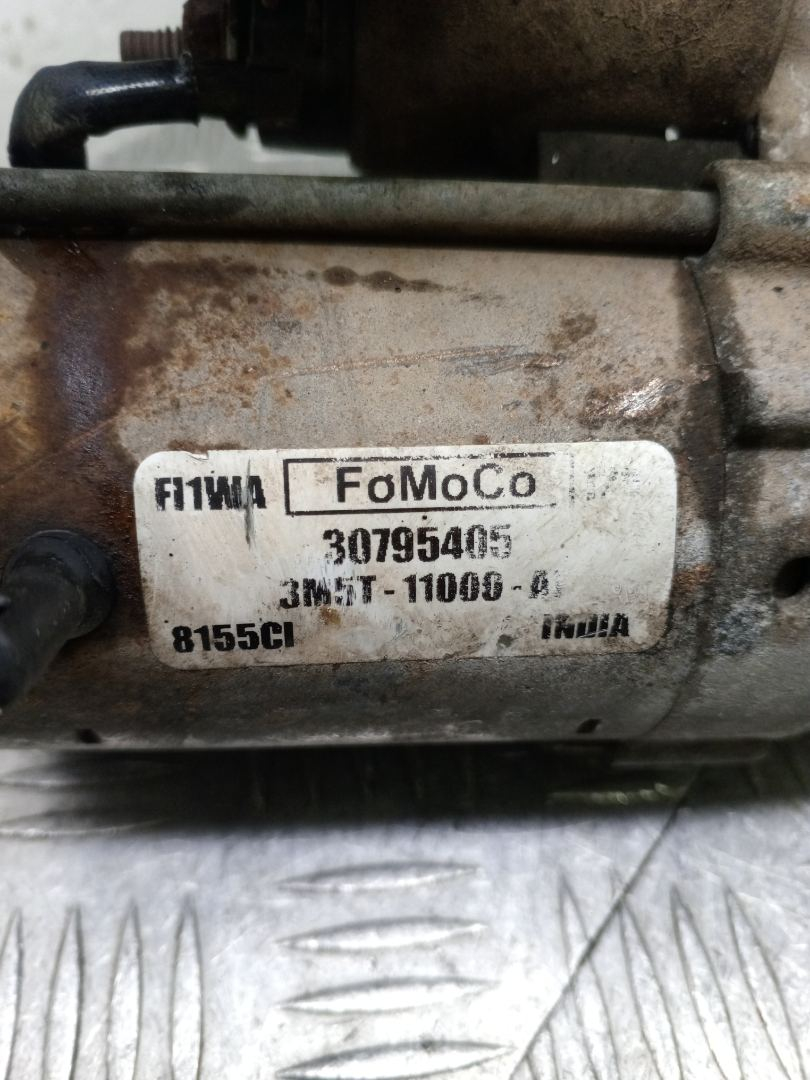 FI1WA FoMoCo
30795405
3M5T-11000-A
8155CI INDIA